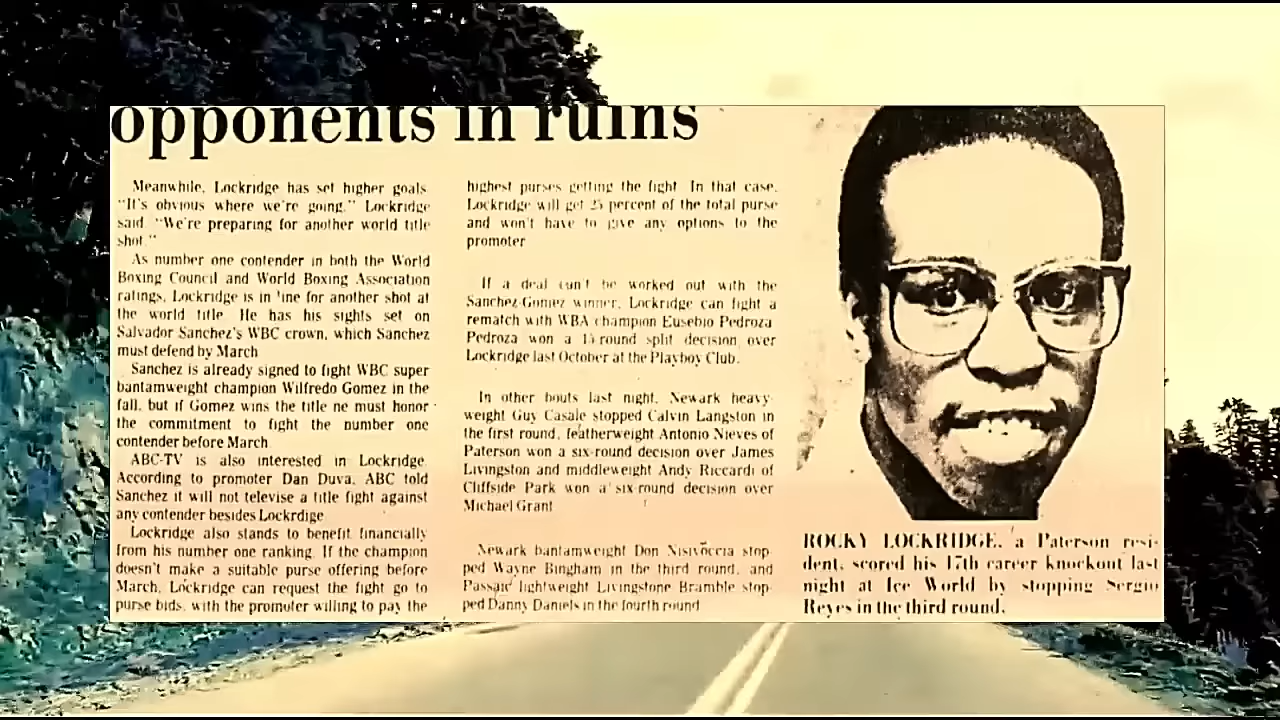 opponents in ruins
Meanwhile, Lockridge has set higher goals.
"It's obvious where we're going," Lockridge
said. "We're preparing for another world title
shot."
As number one contender in both the World
Boxing Council and World Boxing Association
ratings, Lockridge is in line for another shot at
the world title. He has his sights set on
Salvador Sanchez's WBC crown, which Sanchez
must defend by March.
Sanchez is already signed to fight WBC super
bantamweight champion Wilfredo Gomez in the
fall, but if Gomez wins the title he must honor
the commitment to fight the number one
contender before March.
ABC-TV is also interested in Lockridge.
According to promoter Dan Duva, ABC told
Sanchez it will not televise a title fight against
any contender besides Lockrdige.
Lockridge also stands to benefit financially
from his number one ranking. If the champion
doesn't make a suitable purse offering before
March, Lockridge can request the fight go to
purse bids, with the promoter willing to pay the
highest purses getting the fight. In that case,
Lockridge will get 25 percent of the total purse
and won't have to give any options to the
promoter.
If a deal can't be worked out with the
Sanchez-Gomez winner, Lockridge can fight a
rematch with WBA champion Eusebio Pedroza.
Pedroza won a 15-round split decision over
Lockridge last October at the Playboy Club.
In other bouts last night, Newark heavy-
weight Guy Casale stopped Calvin Langston in
the first round, featherweight Antonio Nieves of
Paterson won a six-round decision over James
Livingston and middleweight Andy Riccardi of
Cliffside Park won a six-round decision over
Michael Grant.
Newark bantamweight Don Nisivoccia stop-
ped Wayne Bingham in the third round, and
Passaic lightweight Livingstone Bramble stop-
ped Danny Daniels in the fourth round.
ROCKY LOCKRIDGE, a Paterson resi-
dent, scored his 17th career knockout last
night at Ice World by stopping Sergio
Reyes in the third round.